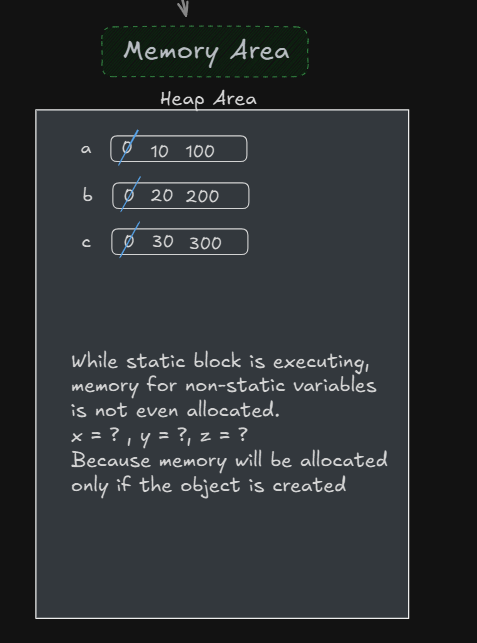 Memory Area
Heap Area
a 0 10 100
b 0 20 200
c 0 30 300
While static block is executing,
memory for non-static variables
is not even allocated.
x = ? , y = ?, z = ?
Because memory will be allocated
only if the object is created